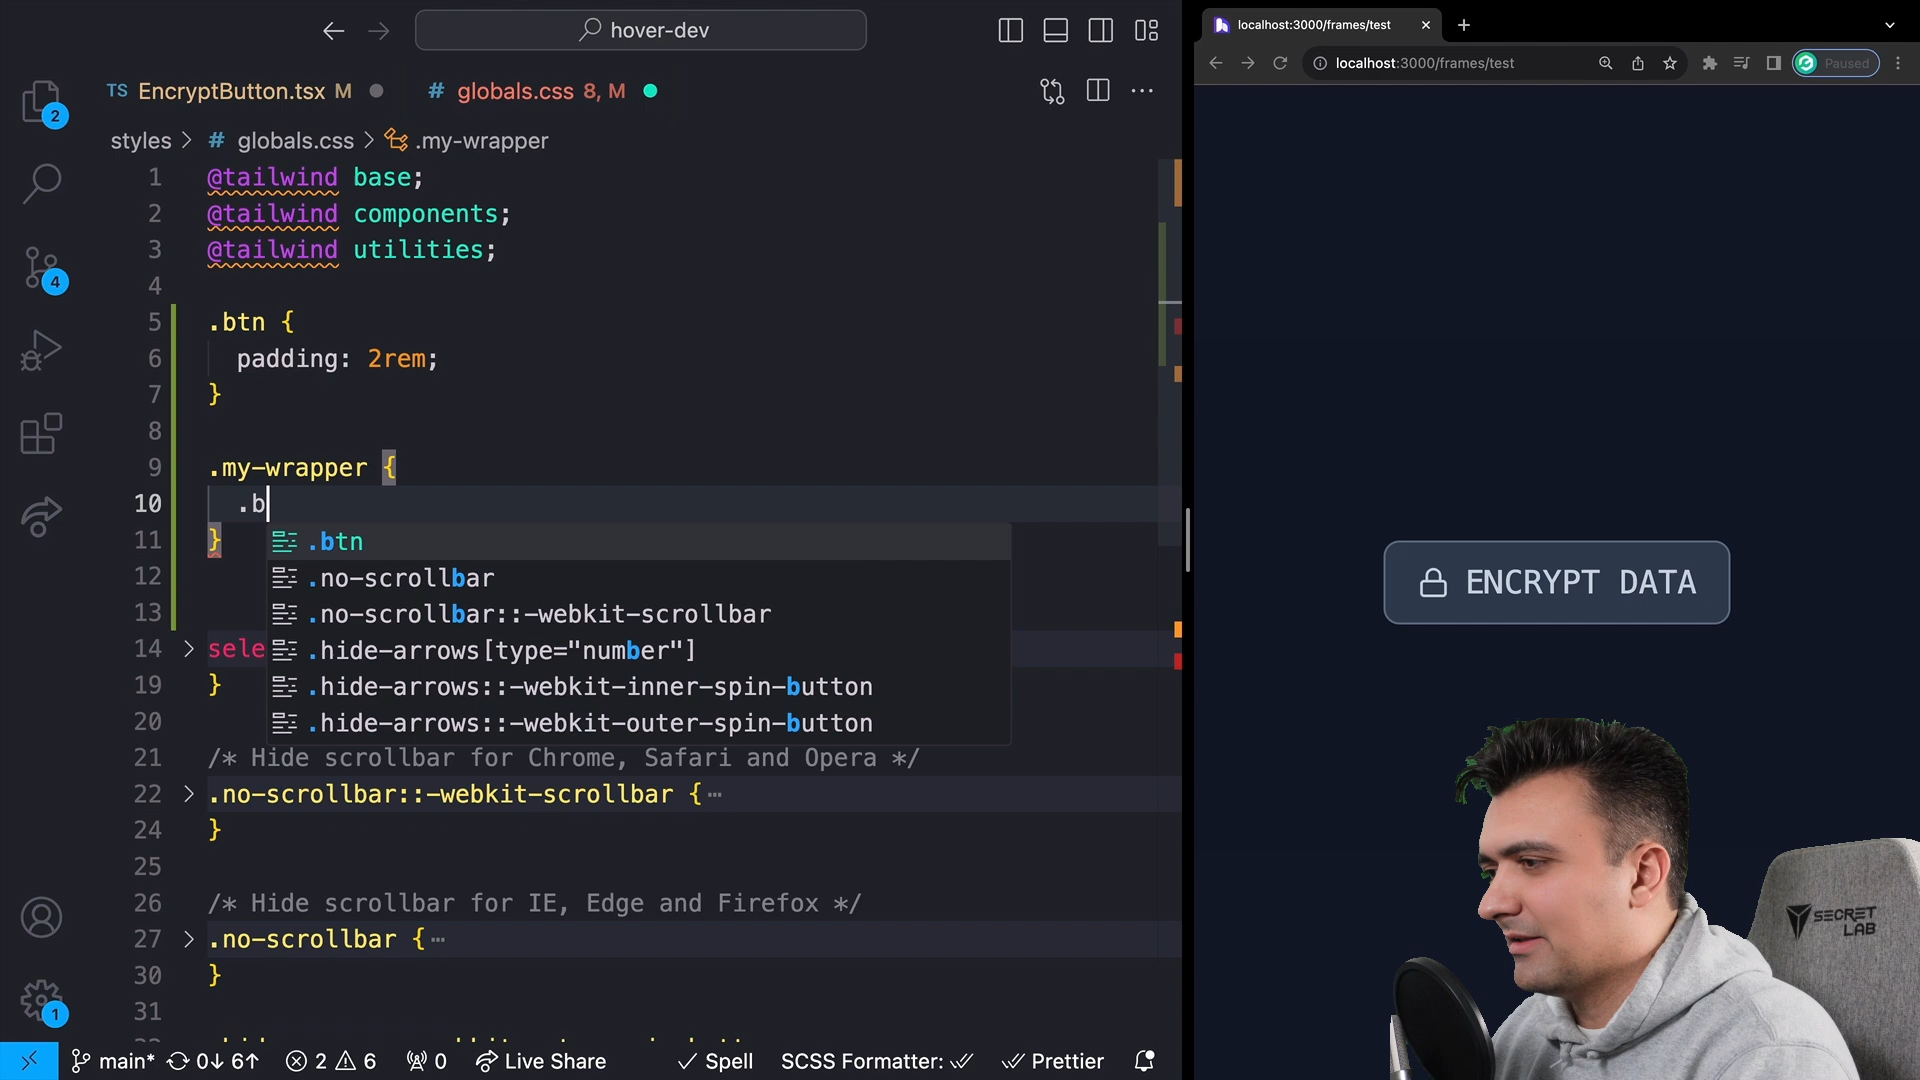 hover-dev
localhost:3000/frames/test
localhost:3000/frames/test
Paused
TS EncryptButton.tsx M
# globals.css 8, M
styles > # globals.css > .my-wrapper
2
4
1
1 @tailwind base;
2 @tailwind components;
3 @tailwind utilities;
4
5 .btn {
6 padding: 2rem;
7 }
8
9 .my-wrapper {
10 .b
11 }
.btn
12
.no-scrollbar
13
.no-scrollbar::-webkit-scrollbar
14 sele
.hide-arrows[type="number"]
19 }
.hide-arrows::-webkit-inner-spin-button
20
.hide-arrows::-webkit-outer-spin-button
21 /* Hide scrollbar for Chrome, Safari and Opera */
22 .no-scrollbar::-webkit-scrollbar { ⋯
24 }
25
26 /* Hide scrollbar for IE, Edge and Firefox */
27 .no-scrollbar { ⋯
30 }
31
ENCRYPT DATA
SECRET
LAB
main* 0↓ 6↑ 2 6 0 Live Share Spell SCSS Formatter: Prettier